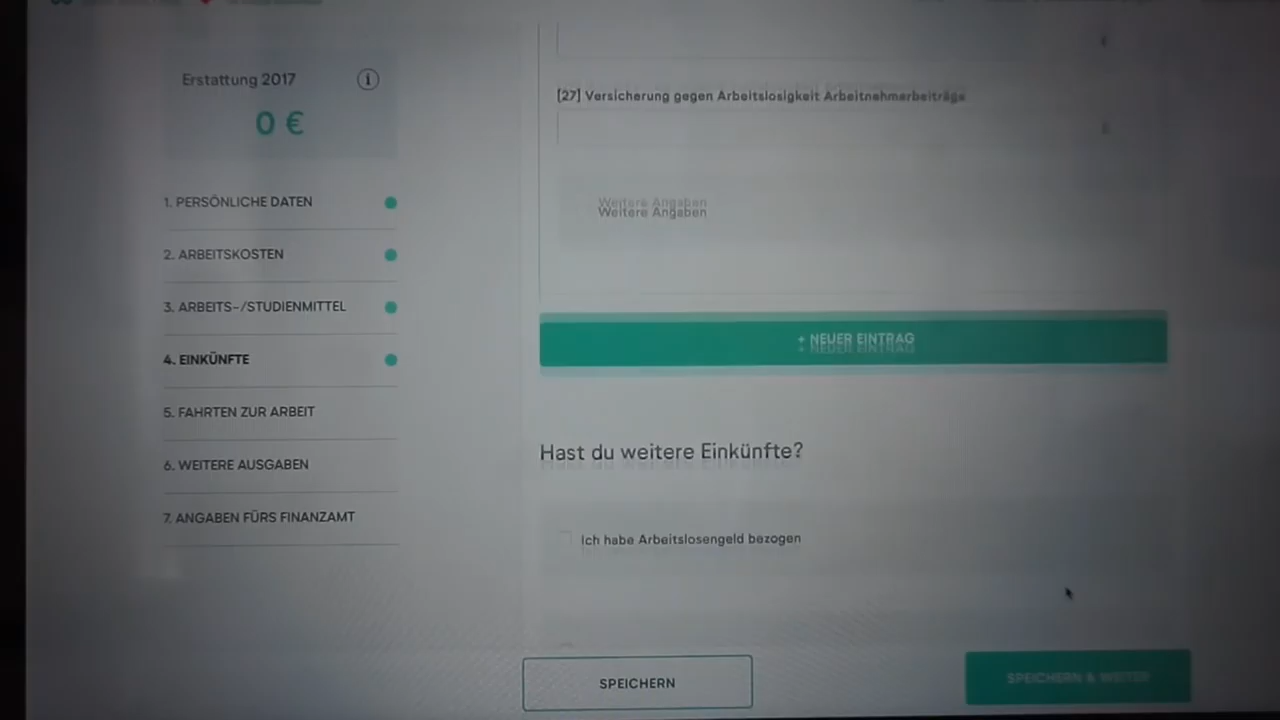 Erstattung 2017
0 €
1. PERSÖNLICHE DATEN
2. ARBEITSKOSTEN
3. ARBEITS-/STUDIENMITTEL
4. EINKÜNFTE
5. FAHRTEN ZUR ARBEIT
6. WEITERE AUSGABEN
7. ANGABEN FÜRS FINANZAMT
[27] Versicherung gegen Arbeitslosigkeit Arbeitnehmerbeiträge
Weitere Angaben
+ NEUER EINTRAG
Hast du weitere Einkünfte?
Ich habe Arbeitslosengeld bezogen
SPEICHERN
SPEICHERN & WEITER